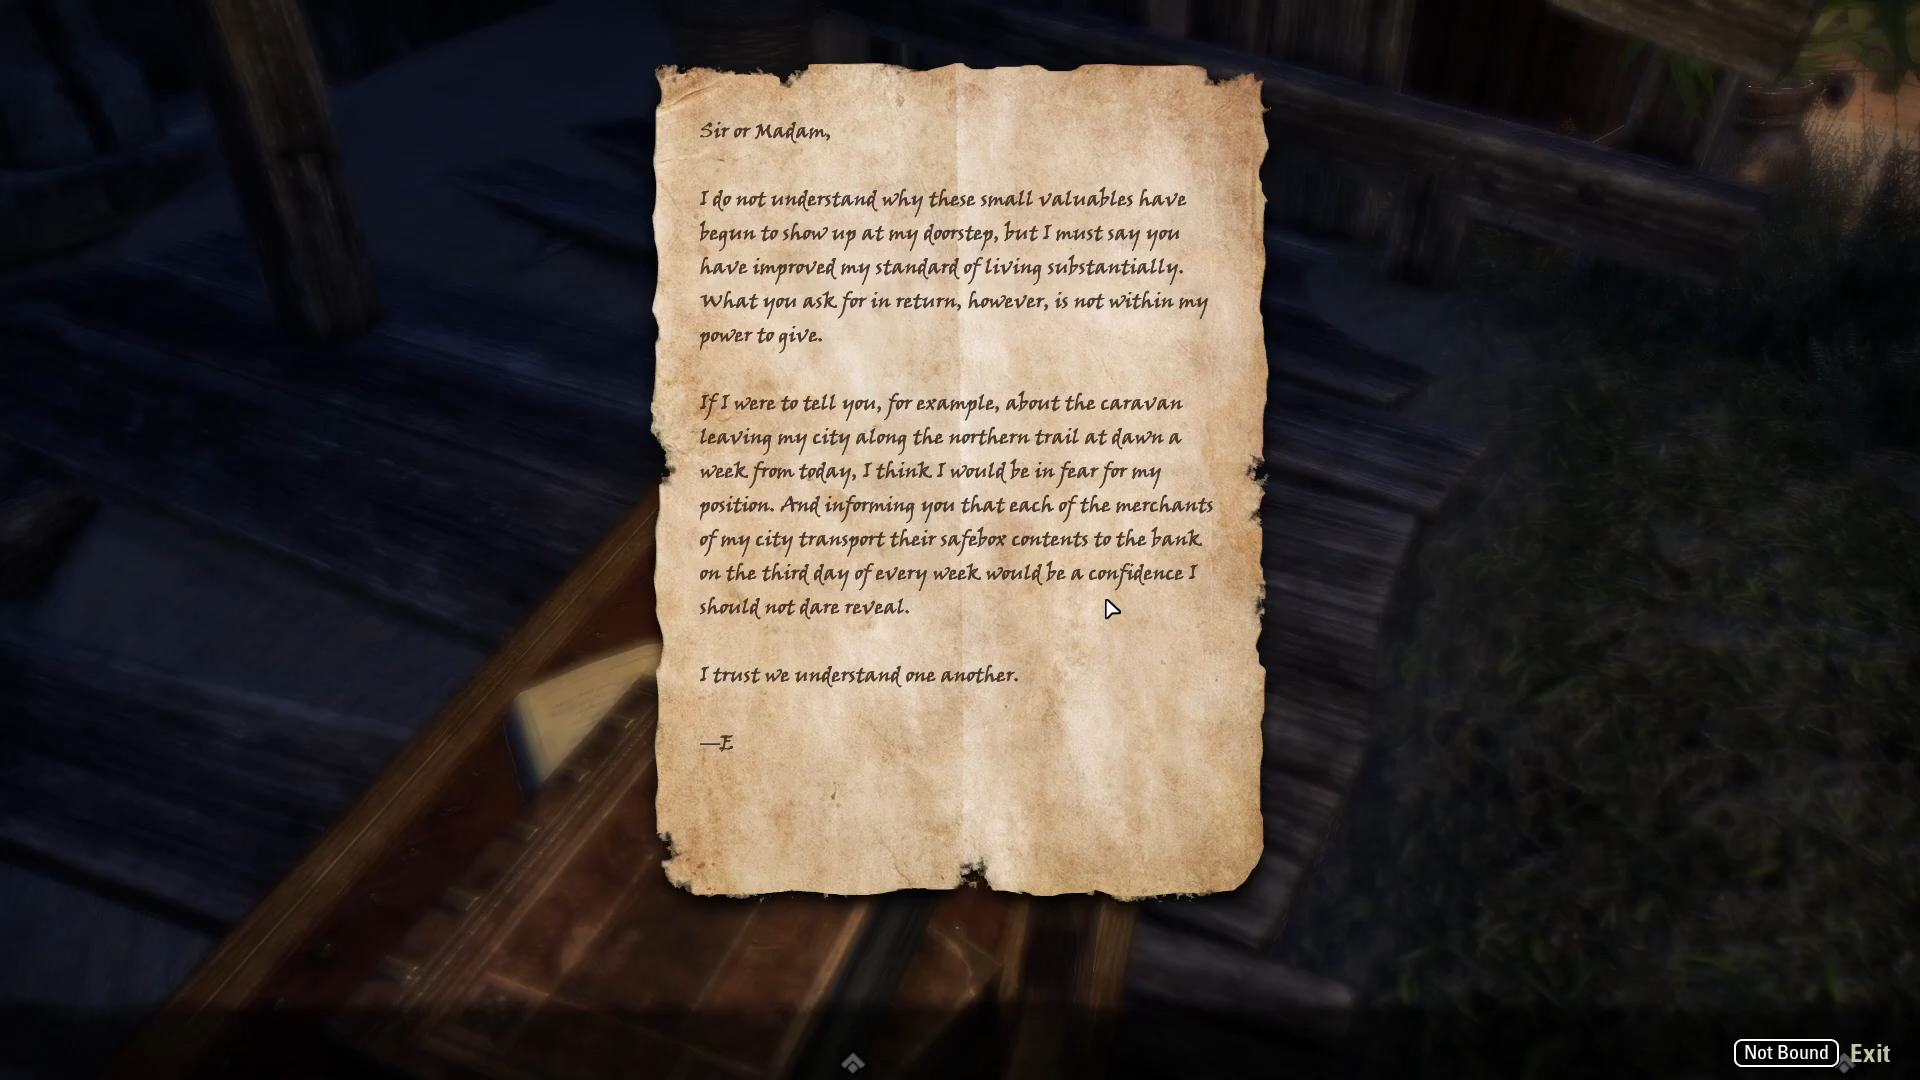 Sir or Madam,
I do not understand why these small valuables have
begun to show up at my doorstep, but I must say you
have improved my standard of living substantially.
What you ask for in return, however, is not within my
power to give.
If I were to tell you, for example, about the caravan
leaving my city along the northern trail at dawn a
week from today, I think I would be in fear for my
position. And informing you that each of the merchants
of my city transport their safebox contents to the bank
on the third day of every week would be a confidence I
should not dare reveal.
I trust we understand one another.
—E
Not Bound Exit